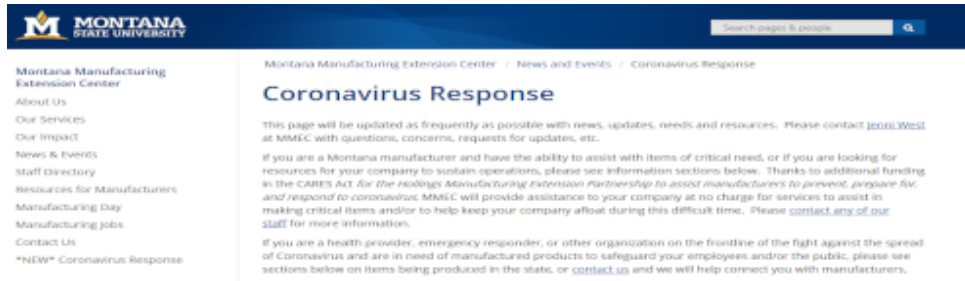 MONTANA
STATE UNIVERSITY
Search pages & people
Montana Manufacturing
Extension Center
About Us
Our Services
Our Impact
News & Events
Staff Directory
Resources for Manufacturers
Manufacturing Day
Manufacturing Jobs
Contact Us
*NEW* Coronavirus Response
Montana Manufacturing Extension Center / News and Events / Coronavirus Response
Coronavirus Response
This page will be updated as frequently as possible with news, updates, needs and resources. Please contact Jenni West
at MMEC with questions, concerns, requests for updates, etc.
If you are a Montana manufacturer and have the ability to assist with items of critical need, or if you are looking for
resources for your company to sustain operations, please see information sections below. Thanks to additional funding
in the CARES Act for the Hollings Manufacturing Extension Partnership to assist manufacturers to prevent, prepare for,
and respond to coronavirus, MMEC will provide assistance to your company at no charge for services to assist in
making critical items and/or to help keep your company afloat during this difficult time. Please contact any of our
staff for more information.
If you are a health provider, emergency responder, or other organization on the frontline of the fight against the spread
of Coronavirus and are in need of manufactured products to safeguard your employees and/or the public, please see
sections below on items being produced in the state, or contact us and we will help connect you with manufacturers.